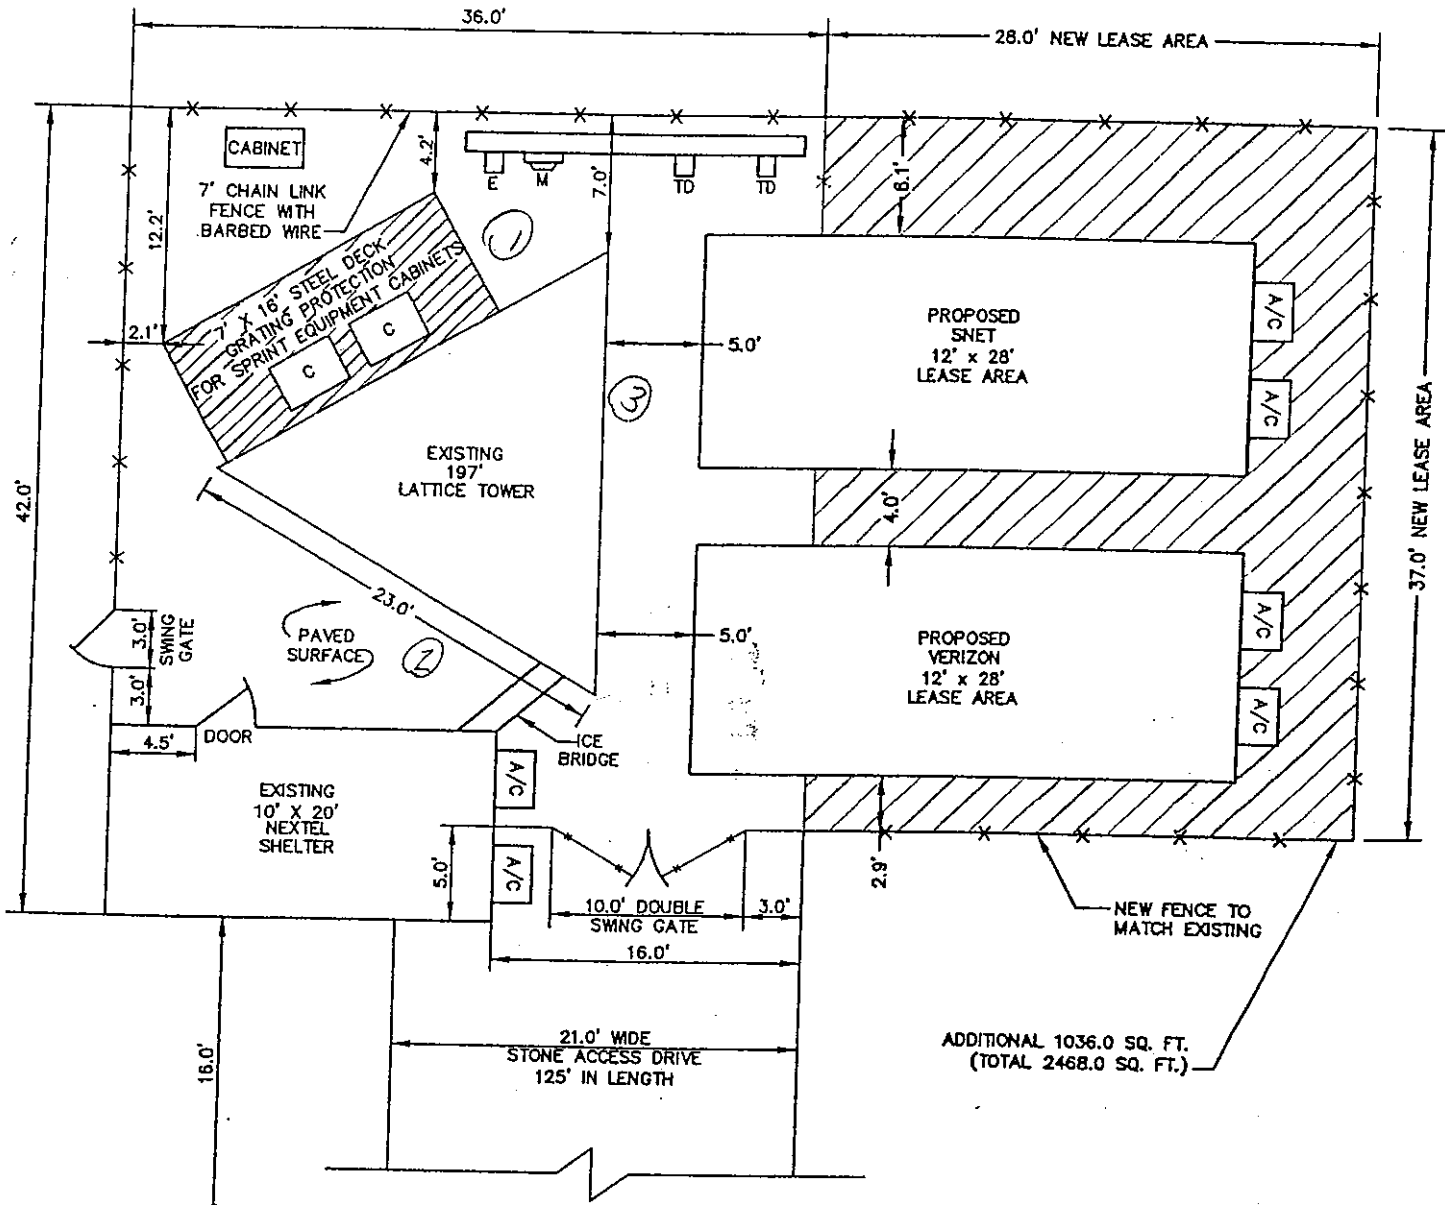 36.0'
28.0' NEW LEASE AREA
CABINET
7' CHAIN LINK
FENCE WITH
BARBED WIRE
4.2'
E
M
TD
TD
7.0'
6.1'
12.2'
1
7' X 16' STEEL DECK
GRATING PROTECTION
FOR SPRINT EQUIPMENT CABINETS
C
C
2.1'
5.0'
PROPOSED
SNET
12' x 28'
LEASE AREA
A/C
A/C
3
EXISTING
197'
LATTICE TOWER
42.0'
4.0'
37.0' NEW LEASE AREA
23.0'
3.0'
SWING
GATE
PAVED
SURFACE
2
5.0'
PROPOSED
VERIZON
12' x 28'
LEASE AREA
A/C
A/C
3.0'
4.5'
DOOR
ICE
BRIDGE
EXISTING
10' X 20'
NEXTEL
SHELTER
A/C
A/C
5.0'
2.9'
10.0' DOUBLE
SWING GATE
3.0'
NEW FENCE TO
MATCH EXISTING
16.0'
21.0' WIDE
STONE ACCESS DRIVE
125' IN LENGTH
16.0'
ADDITIONAL 1036.0 SQ. FT.
(TOTAL 2468.0 SQ. FT.)